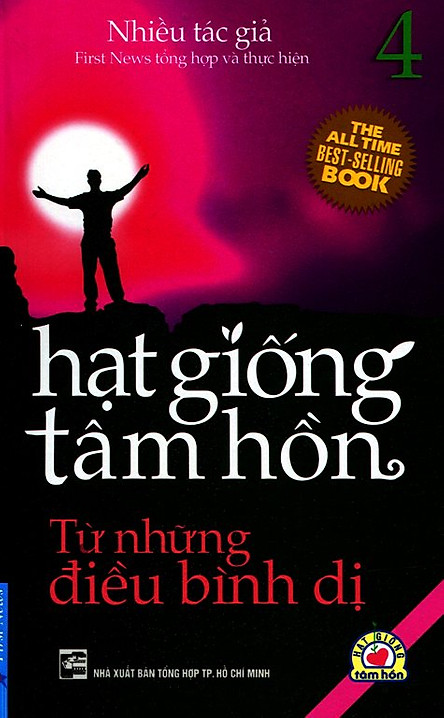 Nhiều tác giả
First News tổng hợp và thực hiện
4
THE
ALL TIME
BEST-SELLING
BOOK
hạt giống
tâm hồn
Từ những
điều bình dị
NHÀ XUẤT BẢN TỔNG HỢP TP. HỒ CHÍ MINH
HẠT GIỐNG
tâm hồn